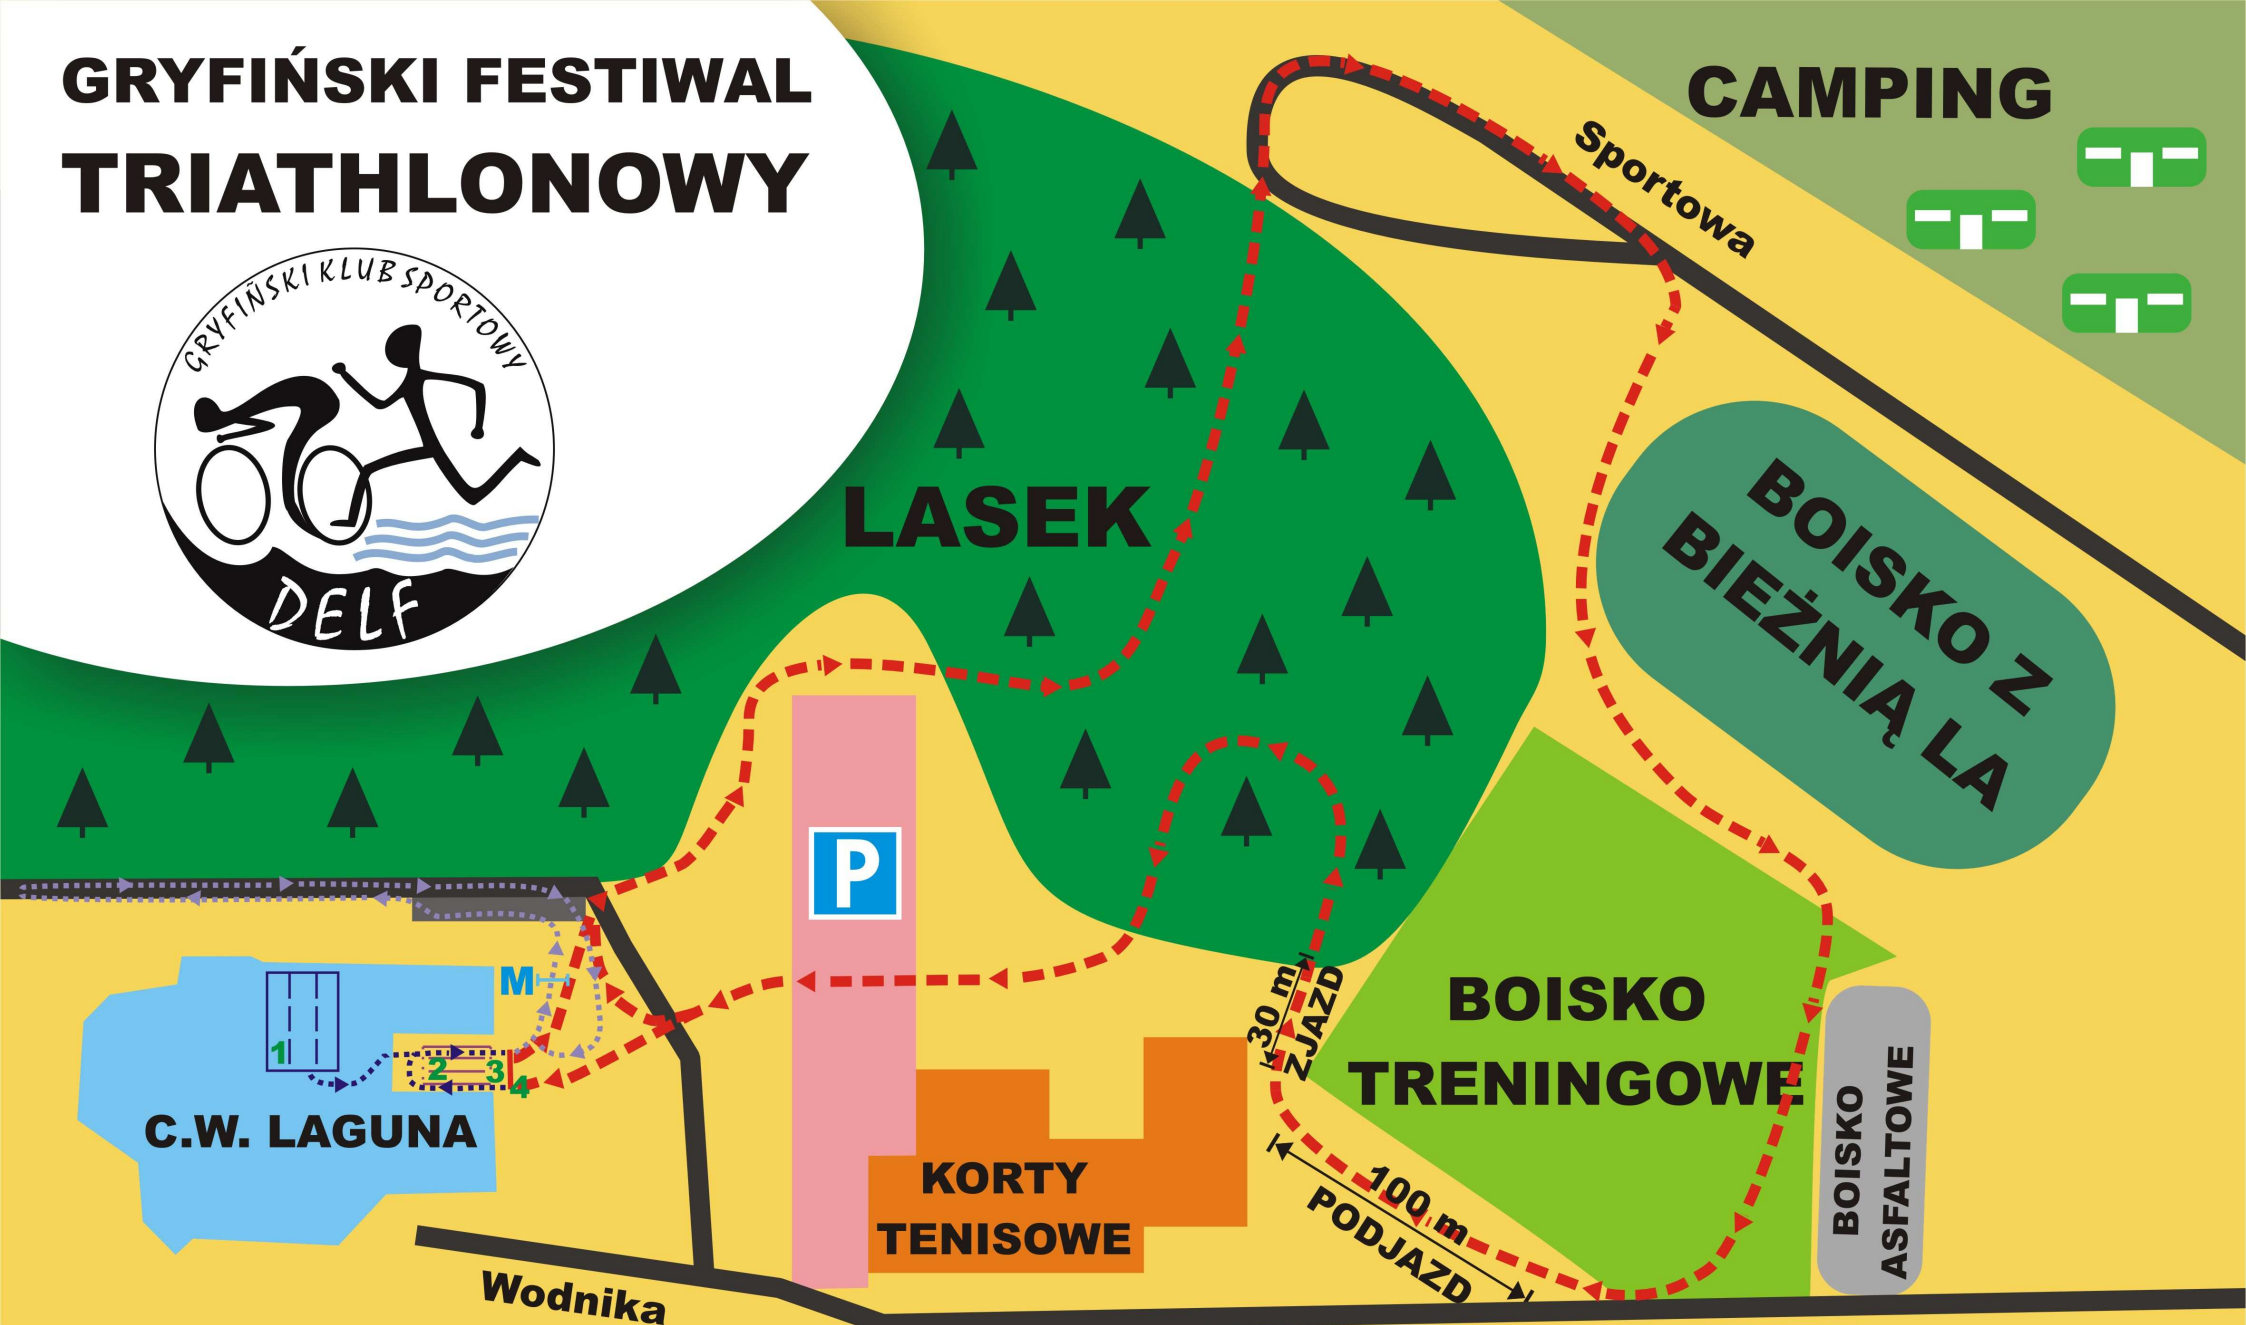 GRYFIŃSKI FESTIWAL
TRIATHLONOWY
GRYFIÑSKI KLUB SPORTOWY
DELF
CAMPING
Sportowa
LASEK
BOISKO Z
BIEŻNIĄ LA
P
M
1
2
3
4
C.W. LAGUNA
30 m
ZJAZD
BOISKO
TRENINGOWE
BOISKO
ASFALTOWE
KORTY
TENISOWE
100 m
PODJAZD
Wodnika